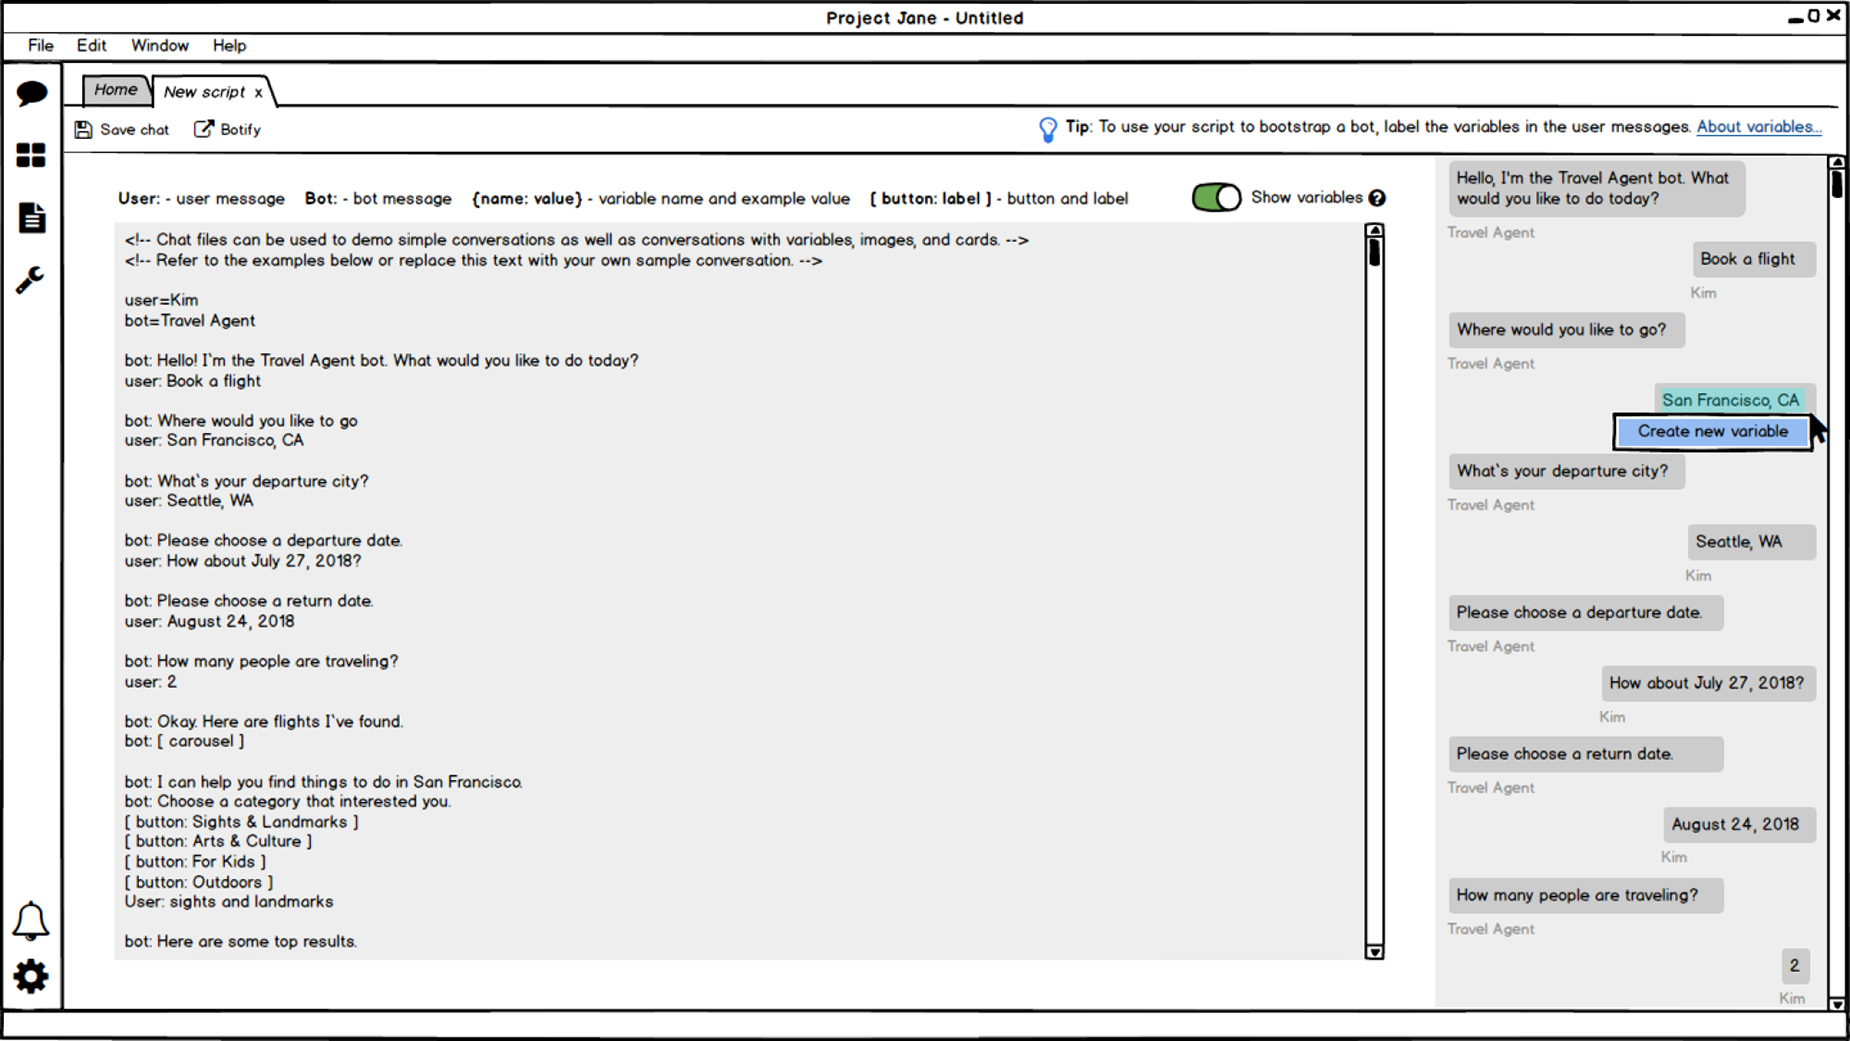 Project Jane - Untitled
File Edit Window Help
Home New script x
Save chat Botify
Tip: To use your script to bootstrap a bot, label the variables in the user messages. About variables...
User: - user message Bot: - bot message {name: value} - variable name and example value [ button: label ] - button and label
Show variables ?
<!-- Chat files can be used to demo simple conversations as well as conversations with variables, images, and cards. -->
<!-- Refer to the examples below or replace this text with your own sample conversation. -->
user=Kim
bot=Travel Agent
bot: Hello! I`m the Travel Agent bot. What would you like to do today?
user: Book a flight
bot: Where would you like to go
user: San Francisco, CA
bot: What`s your departure city?
user: Seattle, WA
bot: Please choose a departure date.
user: How about July 27, 2018?
bot: Please choose a return date.
user: August 24, 2018
bot: How many people are traveling?
user: 2
bot: Okay. Here are flights I`ve found.
bot: [ carousel ]
bot: I can help you find things to do in San Francisco.
bot: Choose a category that interested you.
[ button: Sights & Landmarks ]
[ button: Arts & Culture ]
[ button: For Kids ]
[ button: Outdoors ]
User: sights and landmarks
bot: Here are some top results.
Hello, I'm the Travel Agent bot. What
would you like to do today?
Travel Agent
Book a flight
Kim
Where would you like to go?
Travel Agent
San Francisco, CA
Create new variable
What`s your departure city?
Travel Agent
Seattle, WA
Kim
Please choose a departure date.
Travel Agent
How about July 27, 2018?
Kim
Please choose a return date.
Travel Agent
August 24, 2018
Kim
How many people are traveling?
Travel Agent
2
Kim